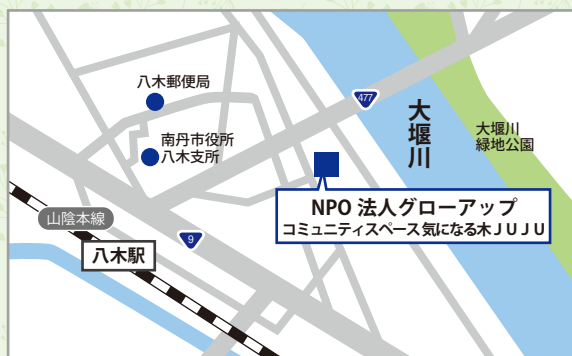 八木郵便局
477
南丹市役所
八木支所
大堰川
大堰川
緑地公園
NPO 法人グローアップ
コミュニティスペース気になる木ＪＵＪＵ
山陰本線
9
八木駅